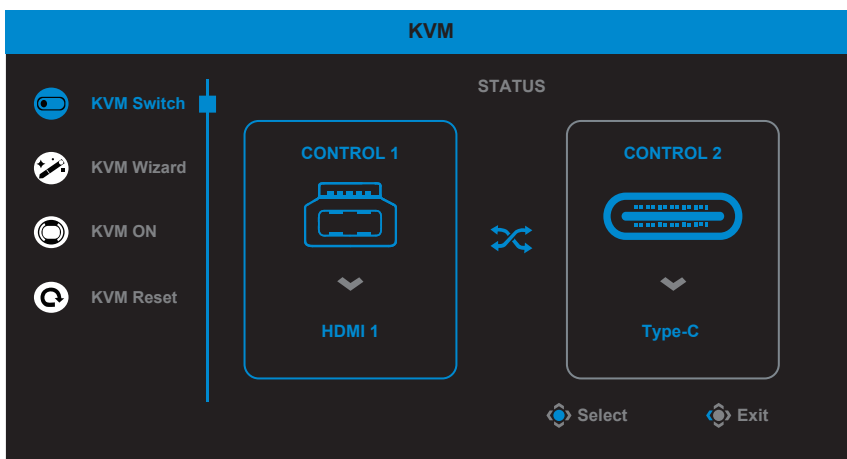 KVM
KVM Switch
KVM Wizard
KVM ON
KVM Reset
STATUS
CONTROL 1
HDMI 1
CONTROL 2
Type-C
Select
Exit